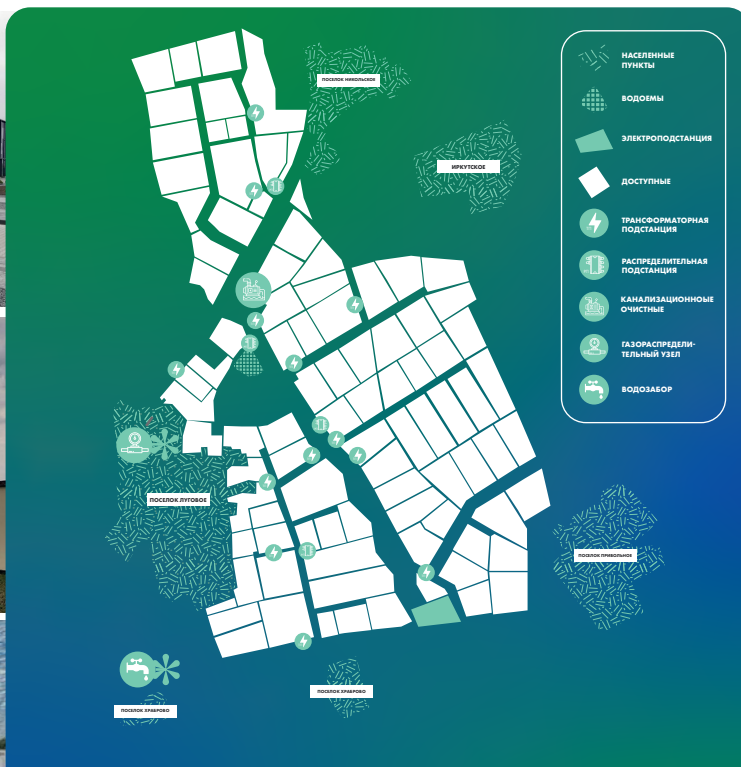 НАСЕЛЕННЫЕ
ПУНКТЫ
ВОДОЕМЫ
ЭЛЕКТРОПОДСТАНЦИЯ
ДОСТУПНЫЕ
ТРАНСФОРМАТОРНАЯ
ПОДСТАНЦИЯ
РАСПРЕДЕЛИТЕЛЬНАЯ
ПОДСТАНЦИЯ
КАНАЛИЗАЦИОННОЫЕ
ОЧИСТНЫЕ
ГАЗОРАСПРЕДЕЛИ-
ТЕЛЬНЫЙ УЗЕЛ
ВОДОЗАБОР
ПОСЕЛОК НИКОЛЬСКОЕ
ИРКУТСКОЕ
ПОСЕЛОК ЛУГОВОЕ
ПОСЕЛОК ПРИВОЛЬНОЕ
ПОСЕЛОК ХРАБРОВО
ПОСЕЛОК ХРАБРОВО